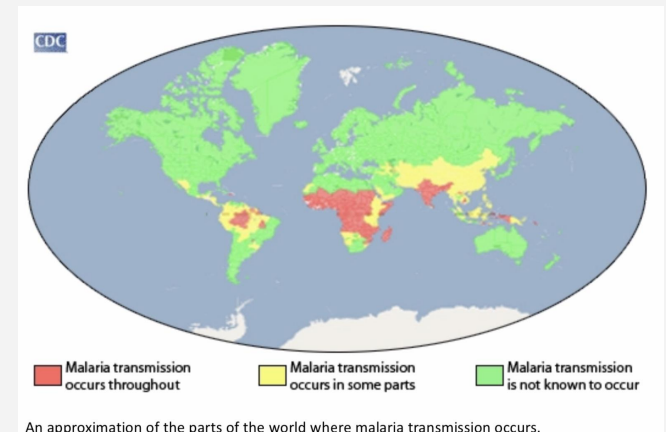 CDC
Malaria transmission
occurs throughout
Malaria transmission
occurs in some parts
Malaria transmission
is not known to occur
An approximation of the parts of the world where malaria transmission occurs.